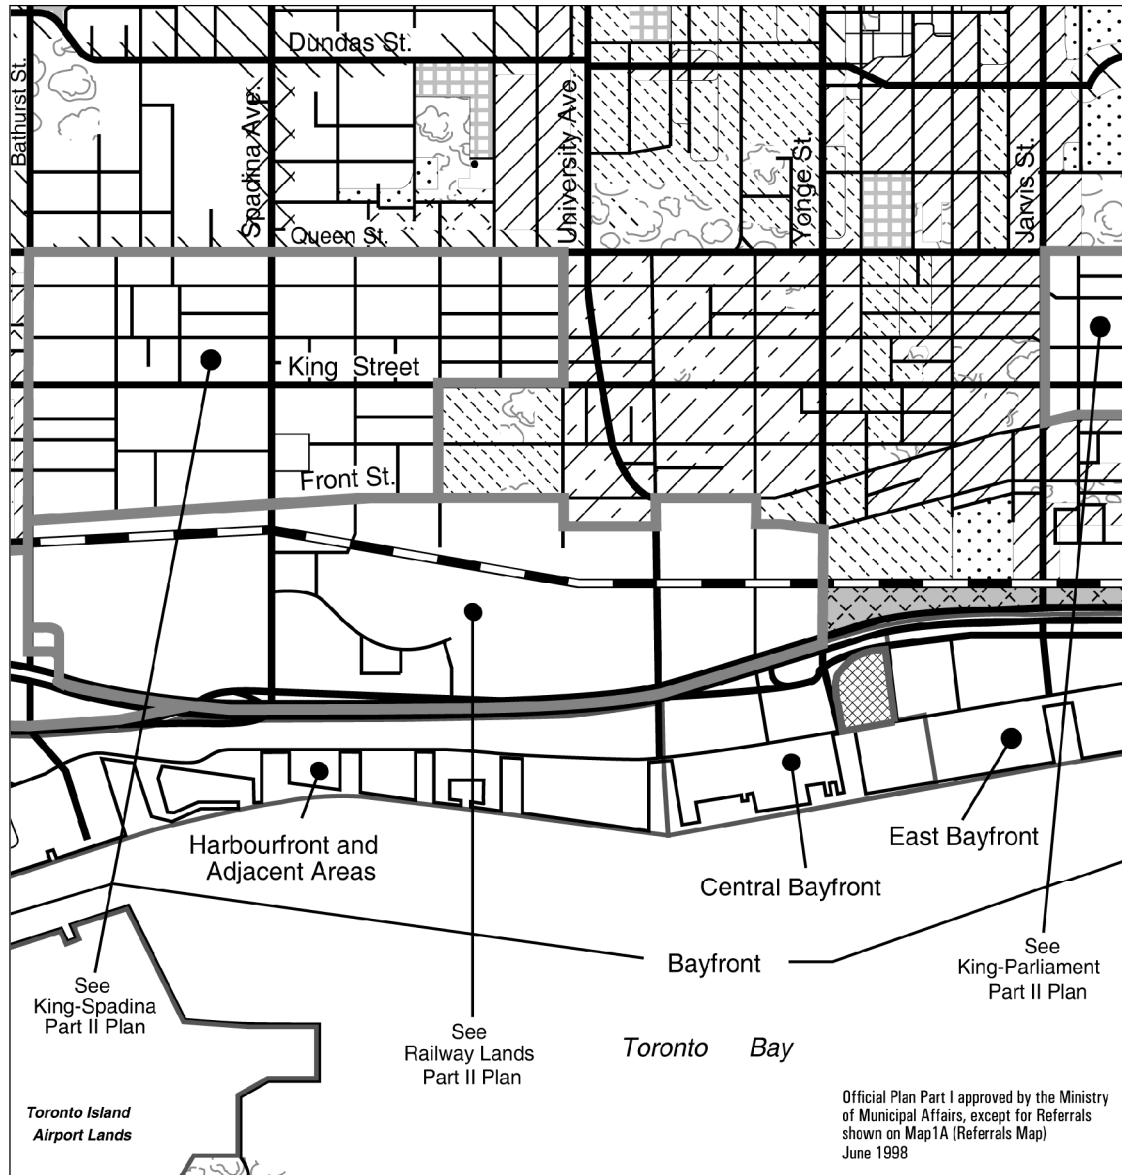 Dundas St.
Bathurst St.
Spadina Ave.
University Ave.
Yonge St.
Jarvis St.
Queen St.
King Street
Front St.
Harbourfront and
Adjacent Areas
East Bayfront
Central Bayfront
Bayfront
See
King-Parliament
Part II Plan
See
King-Spadina
Part II Plan
See
Railway Lands
Part II Plan
Toronto Bay
Toronto Island
Airport Lands
Official Plan Part I approved by the Ministry
of Municipal Affairs, except for Referrals
shown on Map1A (Referrals Map)
June 1998